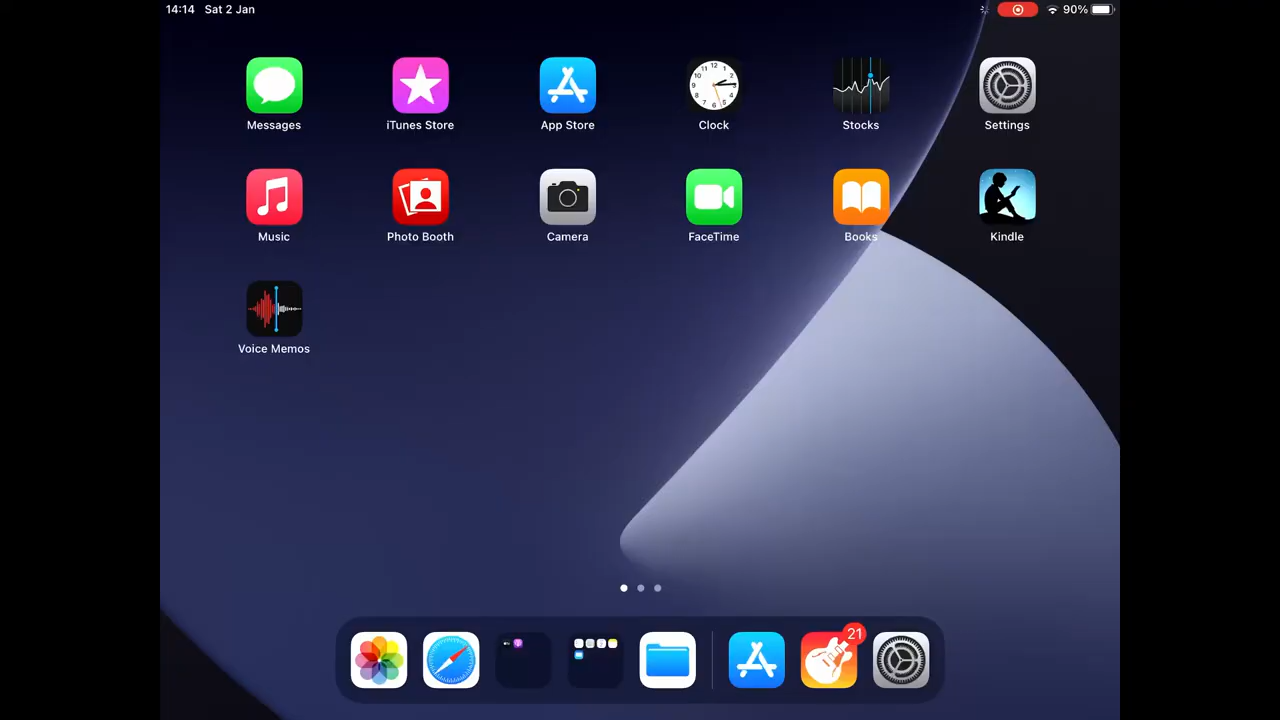 14:14 Sat 2 Jan 90%
Messages iTunes Store App Store Clock Stocks Settings
Music Photo Booth Camera FaceTime Books Kindle
Voice Memos
21